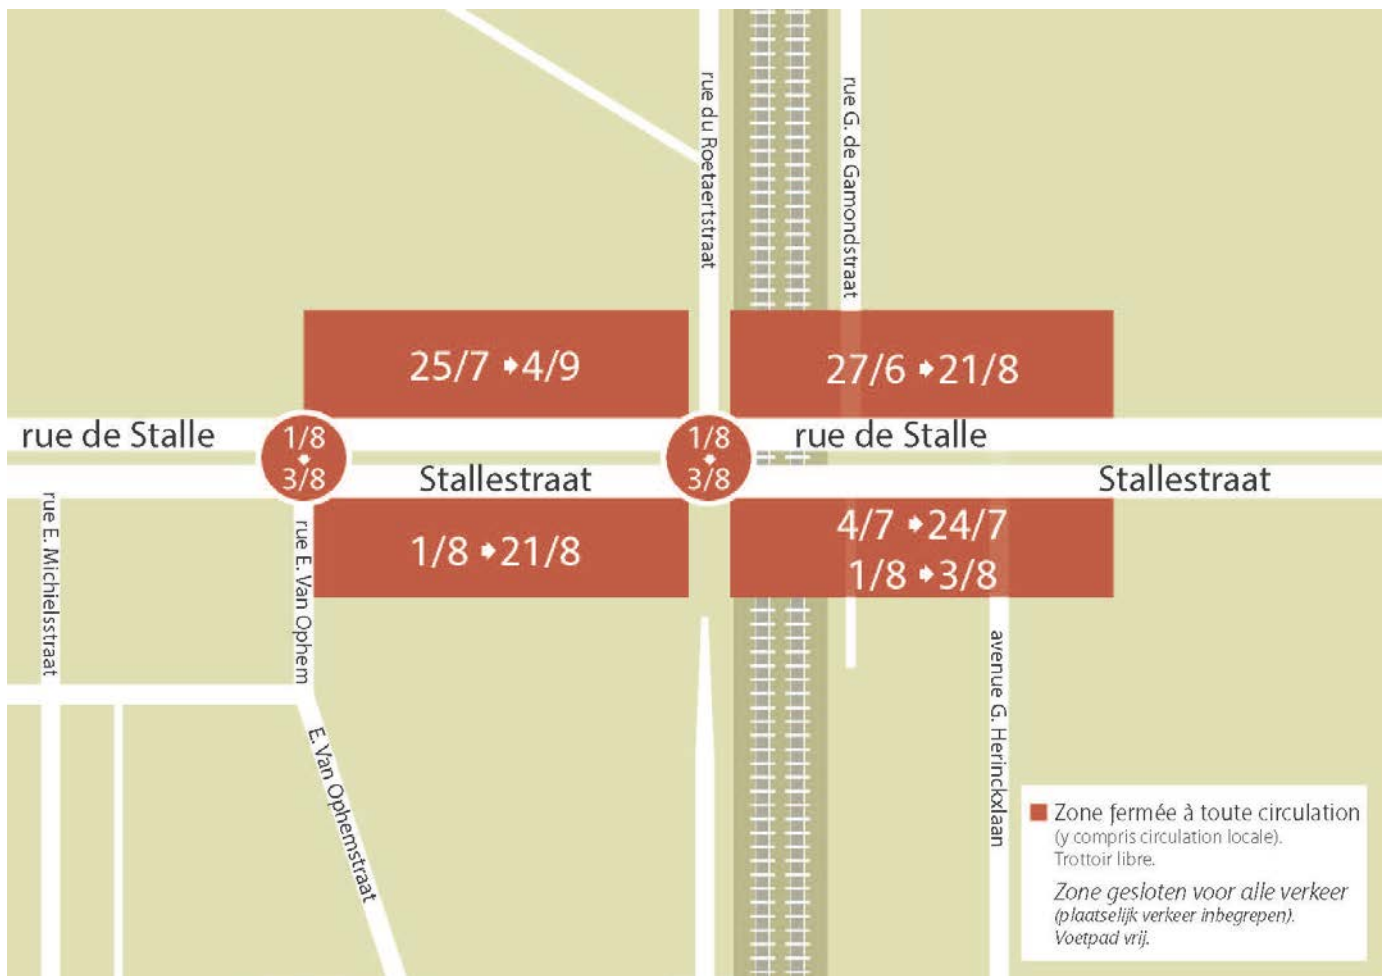 rue du Roetaertstraat
rue G. de Gamondstraat
25/7 ➧ 4/9
27/6 ➧ 21/8
rue de Stalle
1/8
➧
3/8
1/8
➧
3/8
rue de Stalle
Stallestraat
Stallestraat
rue E. Michielsstraat
rue E. Van Ophem
1/8 ➧ 21/8
4/7 ➧ 24/7
1/8 ➧ 3/8
E. Van Ophemstraat
avenue G. Herinckxlaan
Zone fermée à toute circulation
(y compris circulation locale).
Trottoir libre.
Zone gesloten voor alle verkeer
(plaatselijk verkeer inbegrepen).
Voetpad vrij.